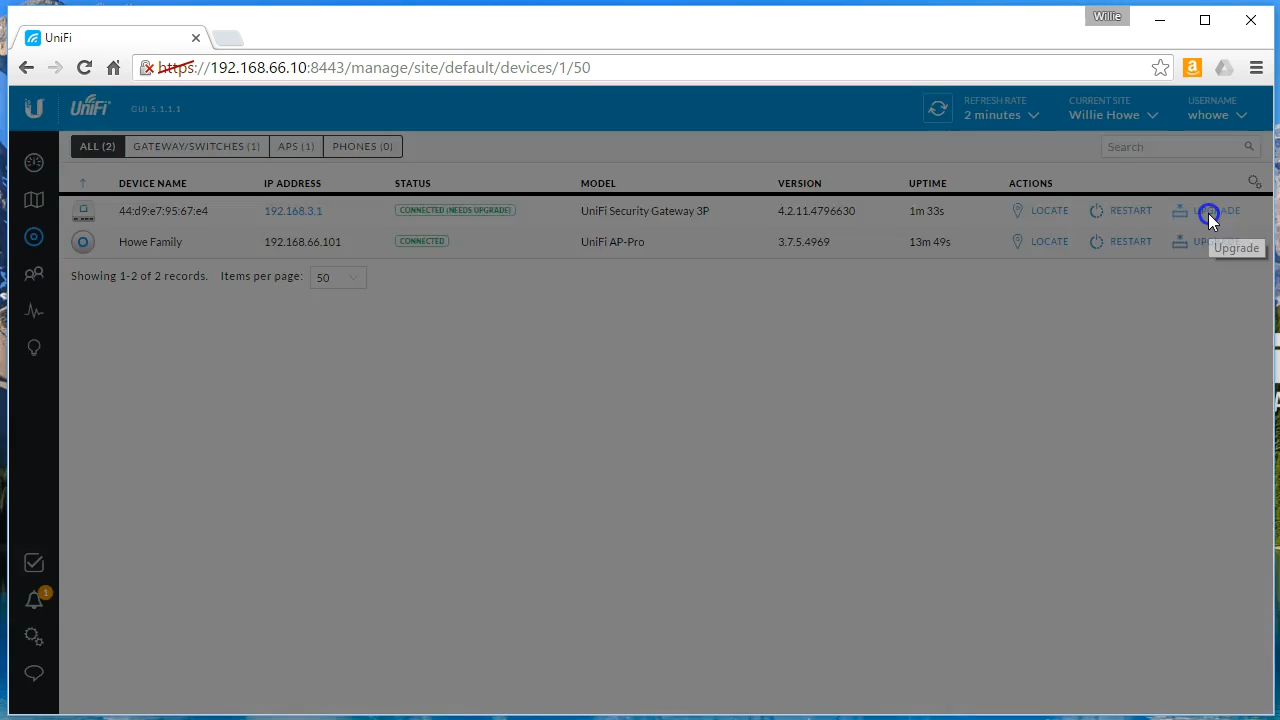 Willie
UniFi
https://192.168.66.10:8443/manage/site/default/devices/1/50
U UniFi GUI 5.1.1.1
REFRESH RATE CURRENT SITE USERNAME
2 minutes Willie Howe whowe
ALL (2) GATEWAY/SWITCHES (1) APS (1) PHONES (0) Search
DEVICE NAME IP ADDRESS STATUS MODEL VERSION UPTIME ACTIONS
44:d9:e7:95:67:e4 192.168.3.1 CONNECTED (NEEDS UPGRADE) UniFi Security Gateway 3P 4.2.11.4796630 1m 33s LOCATE RESTART UPGRADE
Howe Family 192.168.66.101 CONNECTED UniFi AP-Pro 3.7.5.4969 13m 49s LOCATE RESTART
Upgrade
Showing 1-2 of 2 records. Items per page: 50
1